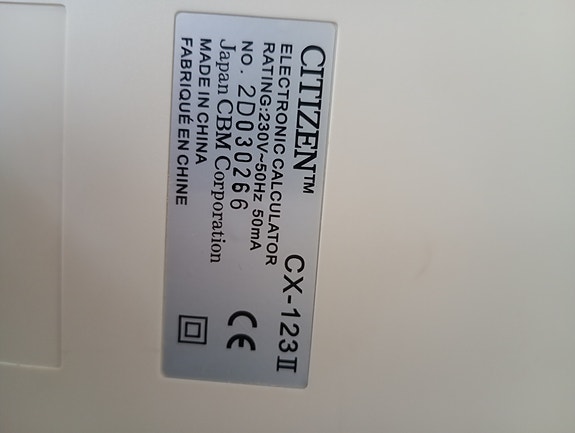 CITIZEN™ CX-123Ⅱ
ELECTRONIC CALCULATOR
RATING:230V~50Hz 50mA
NO. 2D030266
Japan CBM Corporation
MADE IN CHINA
FABRIQUÉ EN CHINE
CE